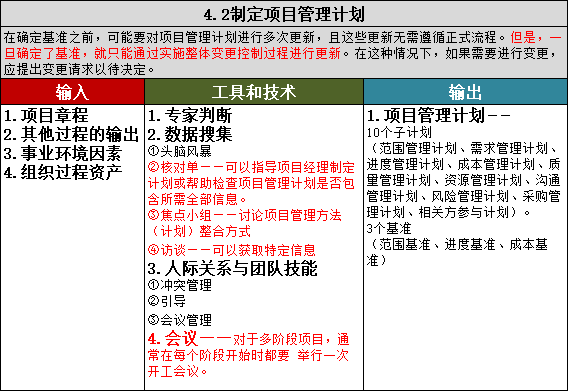 4.2制定项目管理计划
在确定基准之前，可能要对项目管理计划进行多次更新，且这些更新无需遵循正式流程。但是，一
旦确定了基准，就只能通过实施整体变更控制过程进行更新。在这种情况下，如果需要进行变更，
应提出变更请求以待决定。
输入
1.项目章程
2.其他过程的输出
3.事业环境因素
4.组织过程资产
工具和技术
1.专家判断
2.数据搜集
①头脑风暴
②核对单——可以指导项目经理制定
计划或帮助检查项目管理计划是否包
含所需全部信息。
③焦点小组——讨论项目管理方法
（计划）整合方式
④访谈——可以获取特定信息
3.人际关系与团队技能
①冲突管理
②引导
③会议管理
4.会议——对于多阶段项目，通
常在每个阶段开始时都要 举行一次
开工会议。
输出
1.项目管理计划——
10个子计划
（范围管理计划、需求管理计划、
进度管理计划、成本管理计划、质
量管理计划、资源管理计划、沟通
管理计划、风险管理计划、采购管
理计划、相关方参与计划）。
3个基准
（范围基准、进度基准、成本基
准）